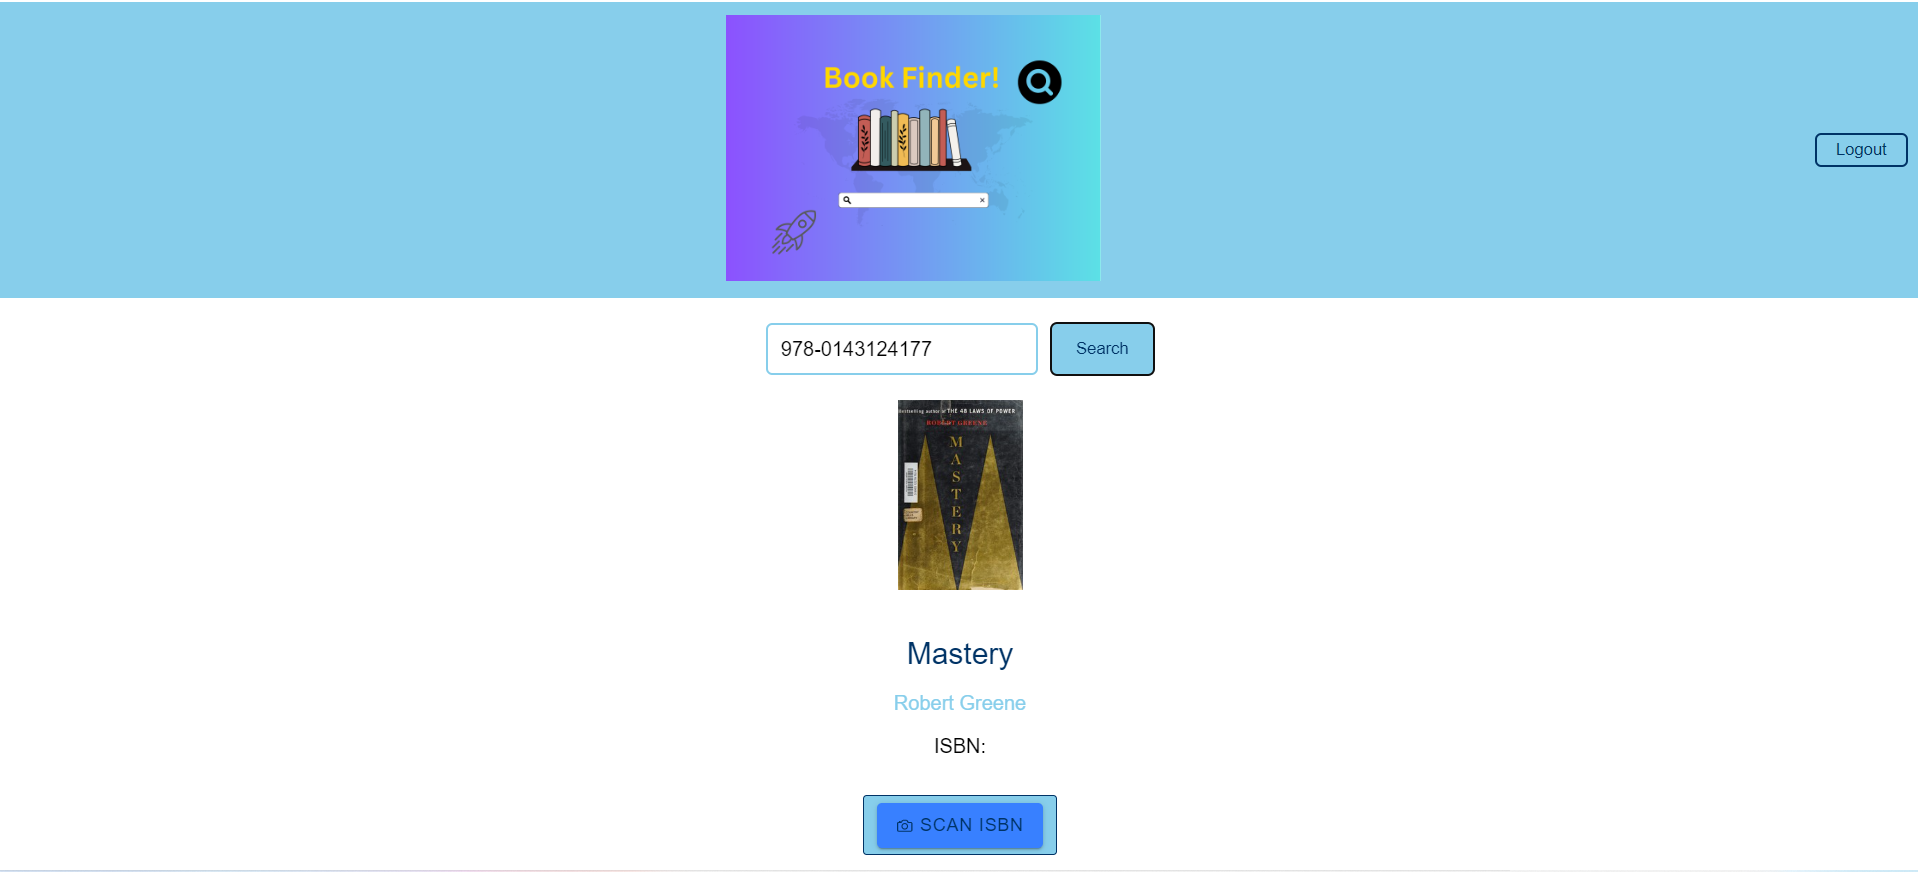 Book Finder!
Logout
978-0143124177
Search
Bestselling author of THE 48 LAWS OF POWER
ROBERT GREENE
MASTERY
Mastery
Robert Greene
ISBN:
SCAN ISBN